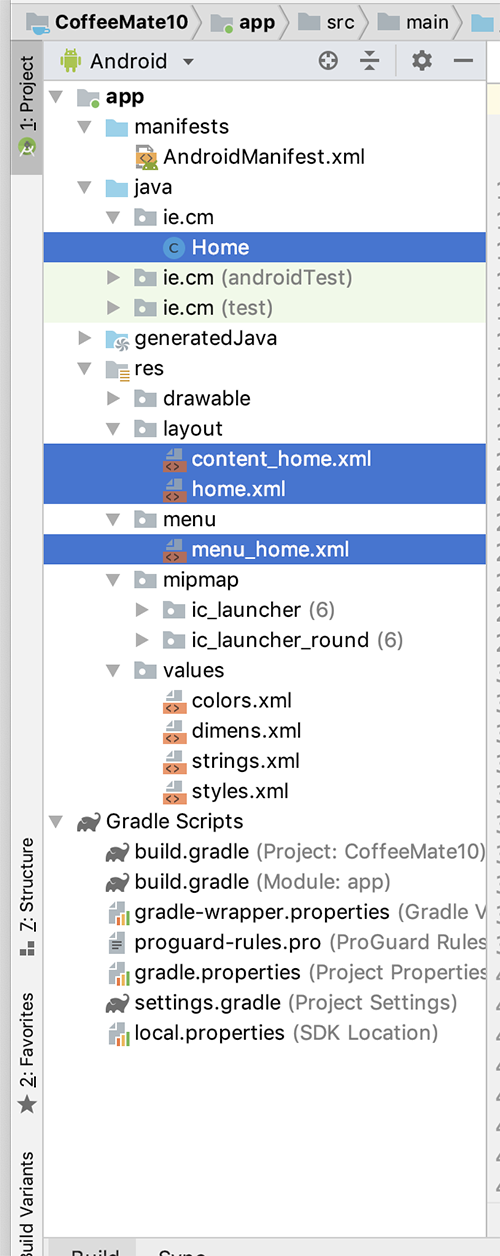 CoffeeMate10 app src main
1: Project
Android
app
manifests
AndroidManifest.xml
java
ie.cm
C Home
ie.cm (androidTest)
ie.cm (test)
generatedJava
res
drawable
layout
content_home.xml
home.xml
menu
menu_home.xml
mipmap
ic_launcher (6)
ic_launcher_round (6)
values
colors.xml
dimens.xml
strings.xml
styles.xml
Gradle Scripts
build.gradle (Project: CoffeeMate10)
build.gradle (Module: app)
gradle-wrapper.properties (Gradle V
proguard-rules.pro (ProGuard Rules
gradle.properties (Project Properties
settings.gradle (Project Settings)
local.properties (SDK Location)
7: Structure
2: Favorites
uild Variants
Build Sync